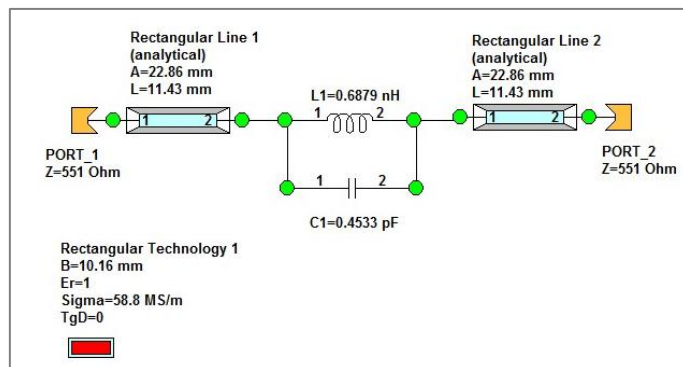 Rectangular Line 1
(analytical)
A=22.86 mm
L=11.43 mm
Rectangular Line 2
(analytical)
A=22.86 mm
L=11.43 mm
L1=0.6879 nH
1 2
1 2
1 2
PORT_1
Z=551 Ohm
PORT_2
Z=551 Ohm
1 2
C1=0.4533 pF
Rectangular Technology 1
B=10.16 mm
Er=1
Sigma=58.8 MS/m
TgD=0